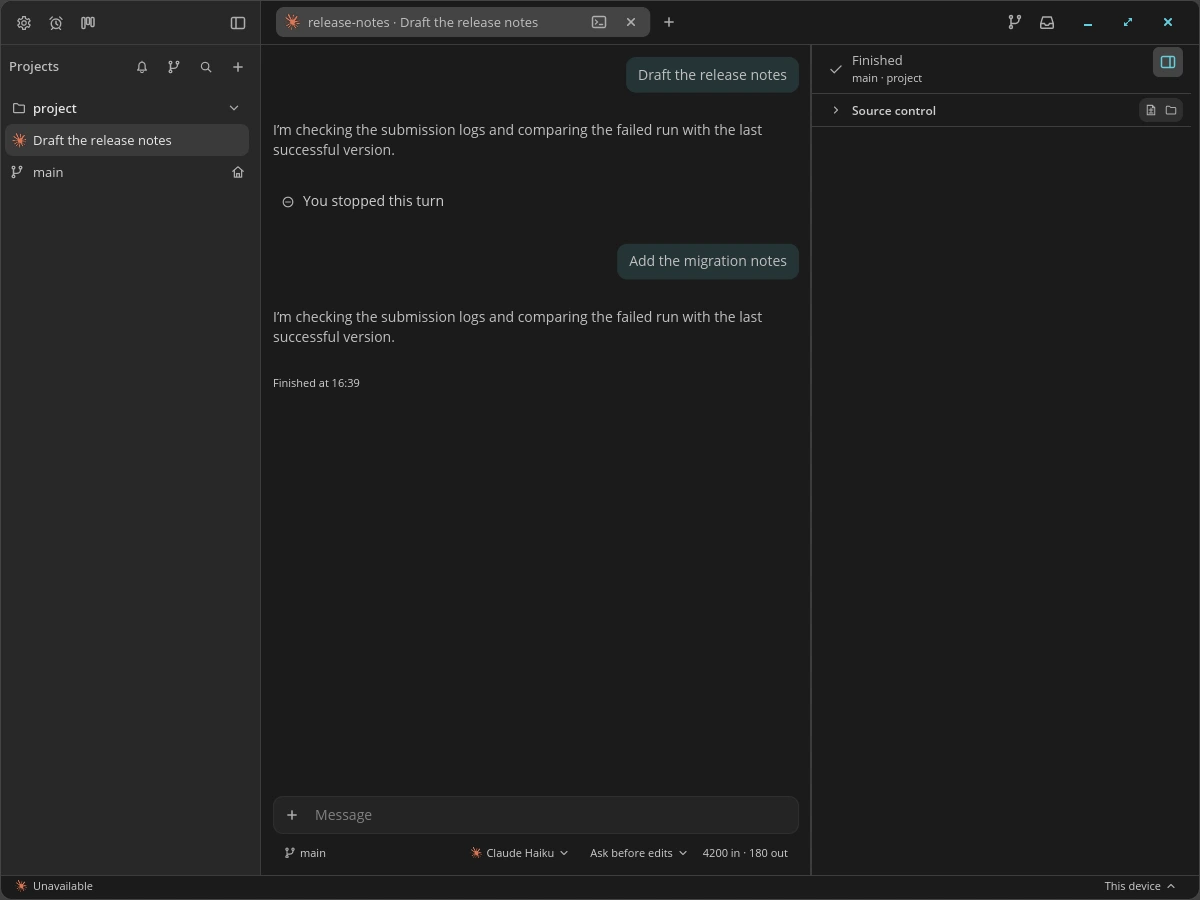 release-notes · Draft the release notes
Projects
project
Draft the release notes
main
Draft the release notes
I'm checking the submission logs and comparing the failed run with the last
successful version.
You stopped this turn
Add the migration notes
I'm checking the submission logs and comparing the failed run with the last
successful version.
Finished at 16:39
Message
main
Claude Haiku
Ask before edits
4200 in · 180 out
Finished
main · project
Source control
Unavailable
This device